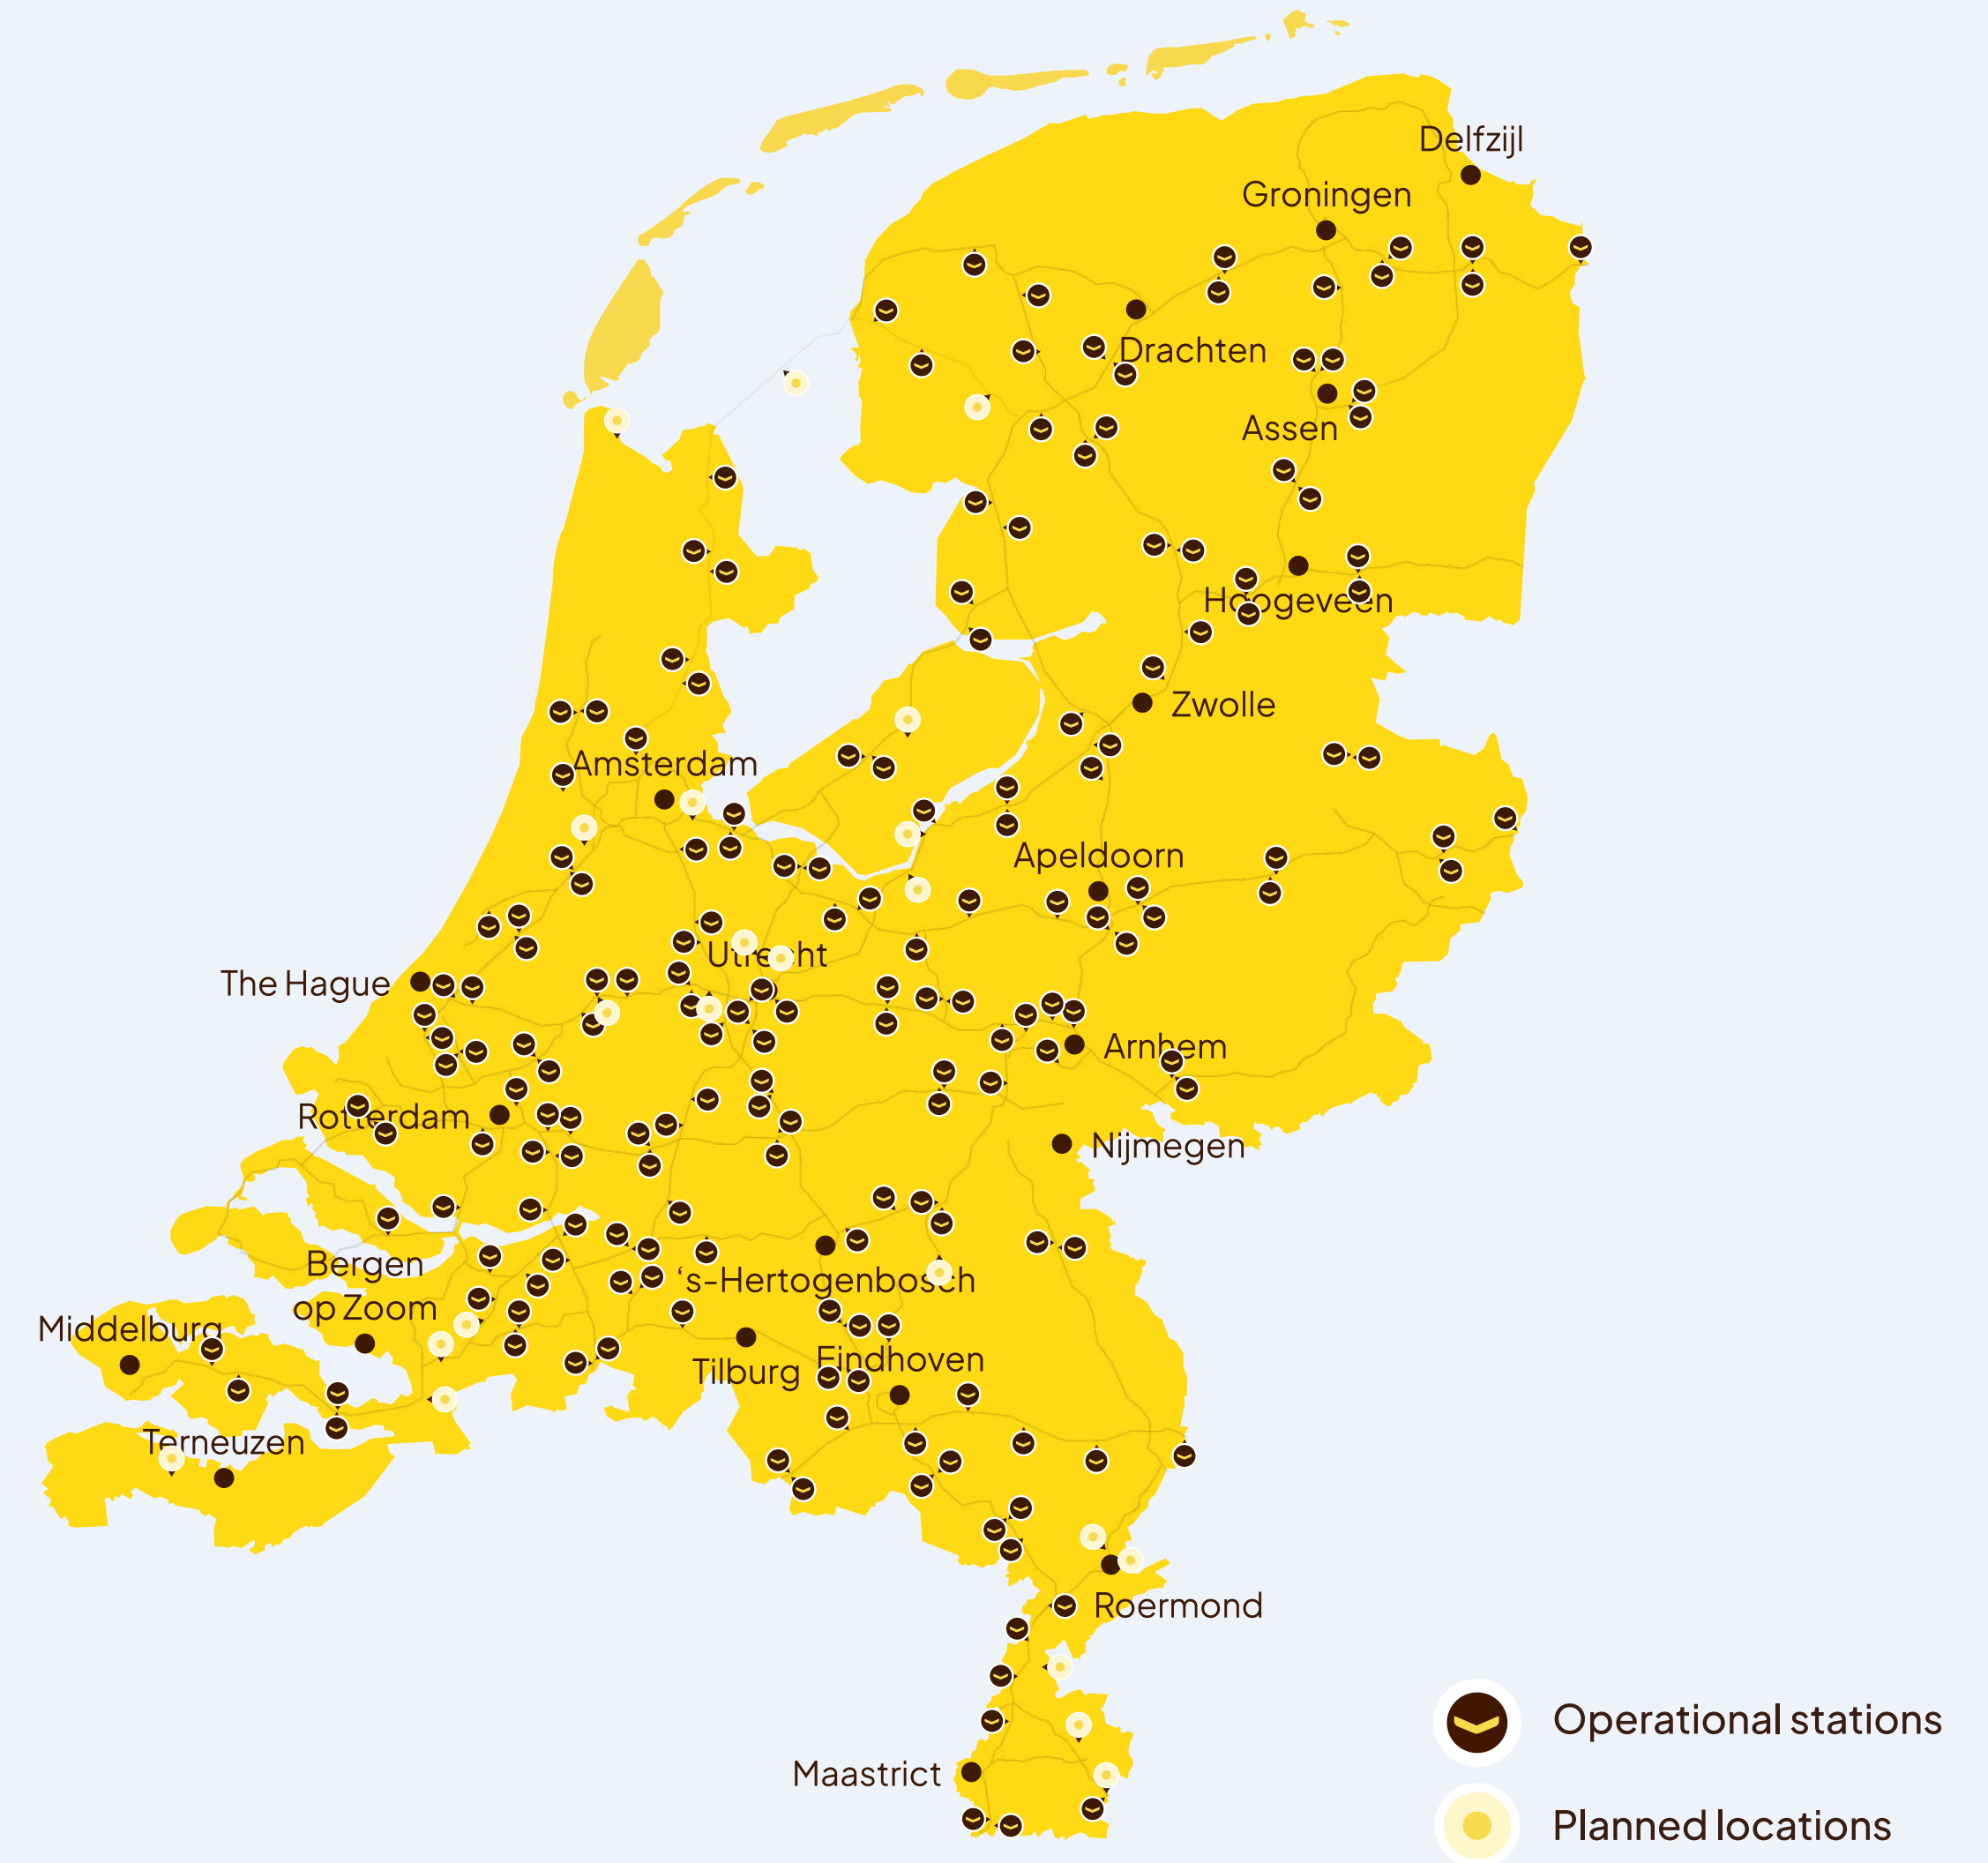 Delfzijl
Groningen
Drachten
Assen
Hoogeveen
Zwolle
Amsterdam
Apeldoorn
Utrecht
The Hague
Arnhem
Rotterdam
Nijmegen
Bergen
op Zoom
‘s-Hertogenbosch
Middelburg
Tilburg
Eindhoven
Terneuzen
Roermond
Operational stations
Maastrict
Planned locations